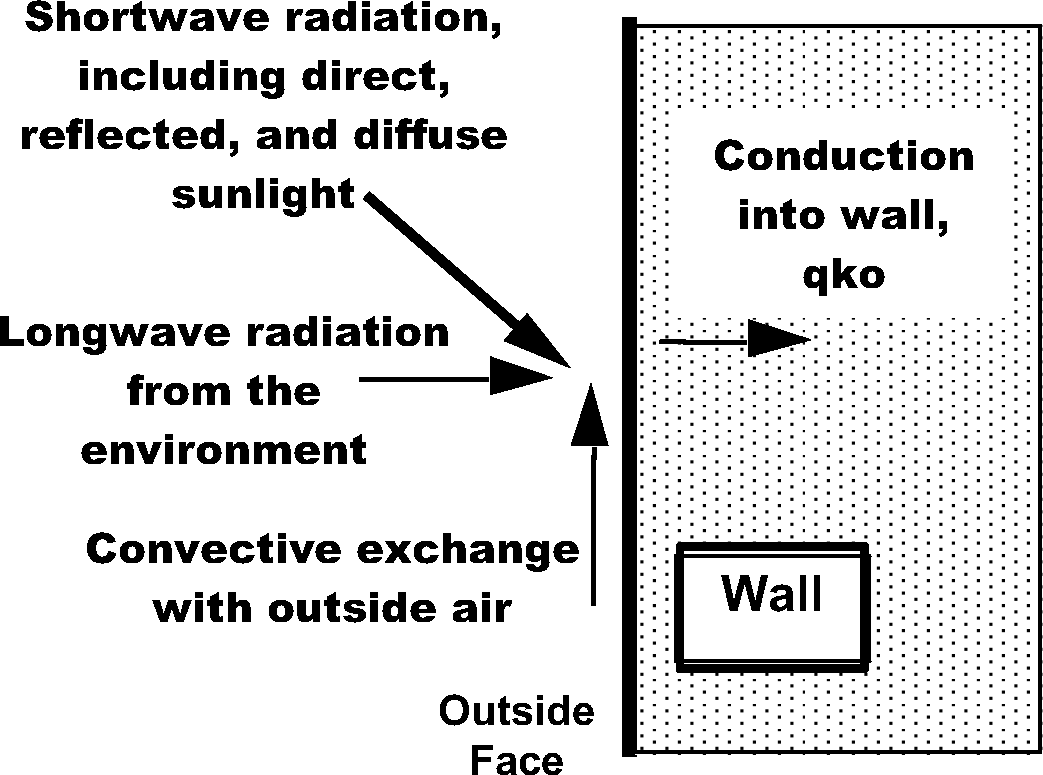 Shortwave radiation,
including direct,
reflected, and diffuse
sunlight
Longwave radiation
from the
environment
Convective exchange
with outside air
Outside
Face
Conduction
into wall,
qko
Wall